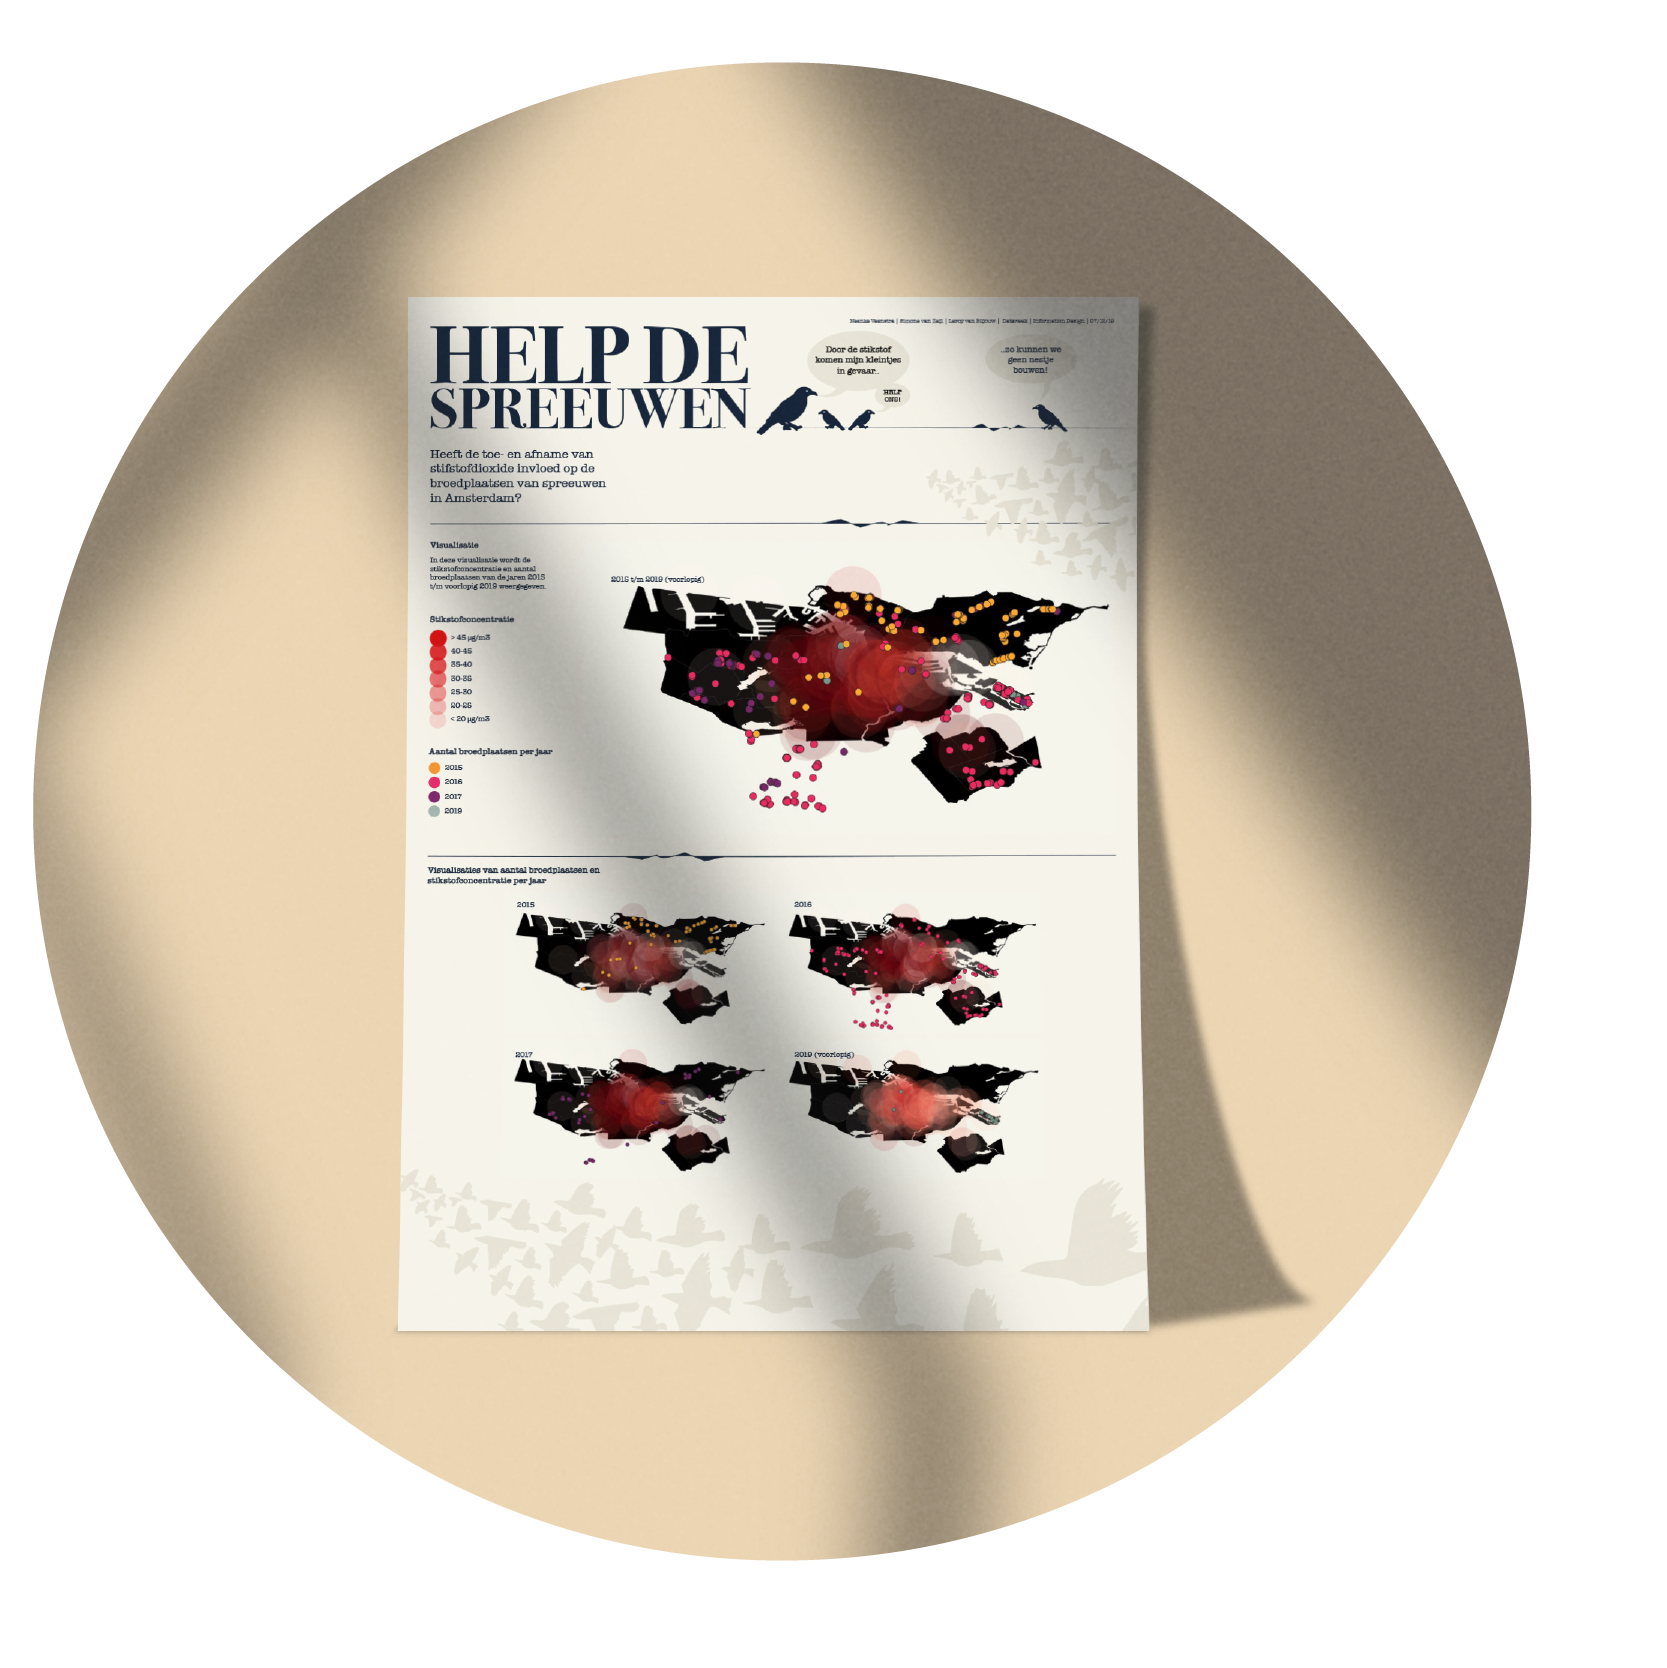 HELP DE
SPREEUWEN
Door de stikstof
komen mijn kleintjes
in gevaar..
HELP
ONS!
..zo kunnen we
geen nestje
bouwen!
Heeft de toe- en afname van
stifstofdioxide invloed op de
broedplaatsen van spreeuwen
in Amsterdam?
Visualisatie
In deze visualisatie wordt de
stikstofconcentratie en aantal
broedplaatsen van de jaren 2015
t/m voorlopig 2019 weergegeven.
Stikstofconcentratie
> 45 µg/m3
40-45
35-40
30-35
25-30
20-25
< 20 µg/m3
Aantal broedplaatsen per jaar
2015
2016
2017
2019
2015 t/m 2019 (voorlopig)
Visualisaties van aantal broedplaatsen en
stikstofconcentratie per jaar
2015
2016
2017
2019 (voorlopig)